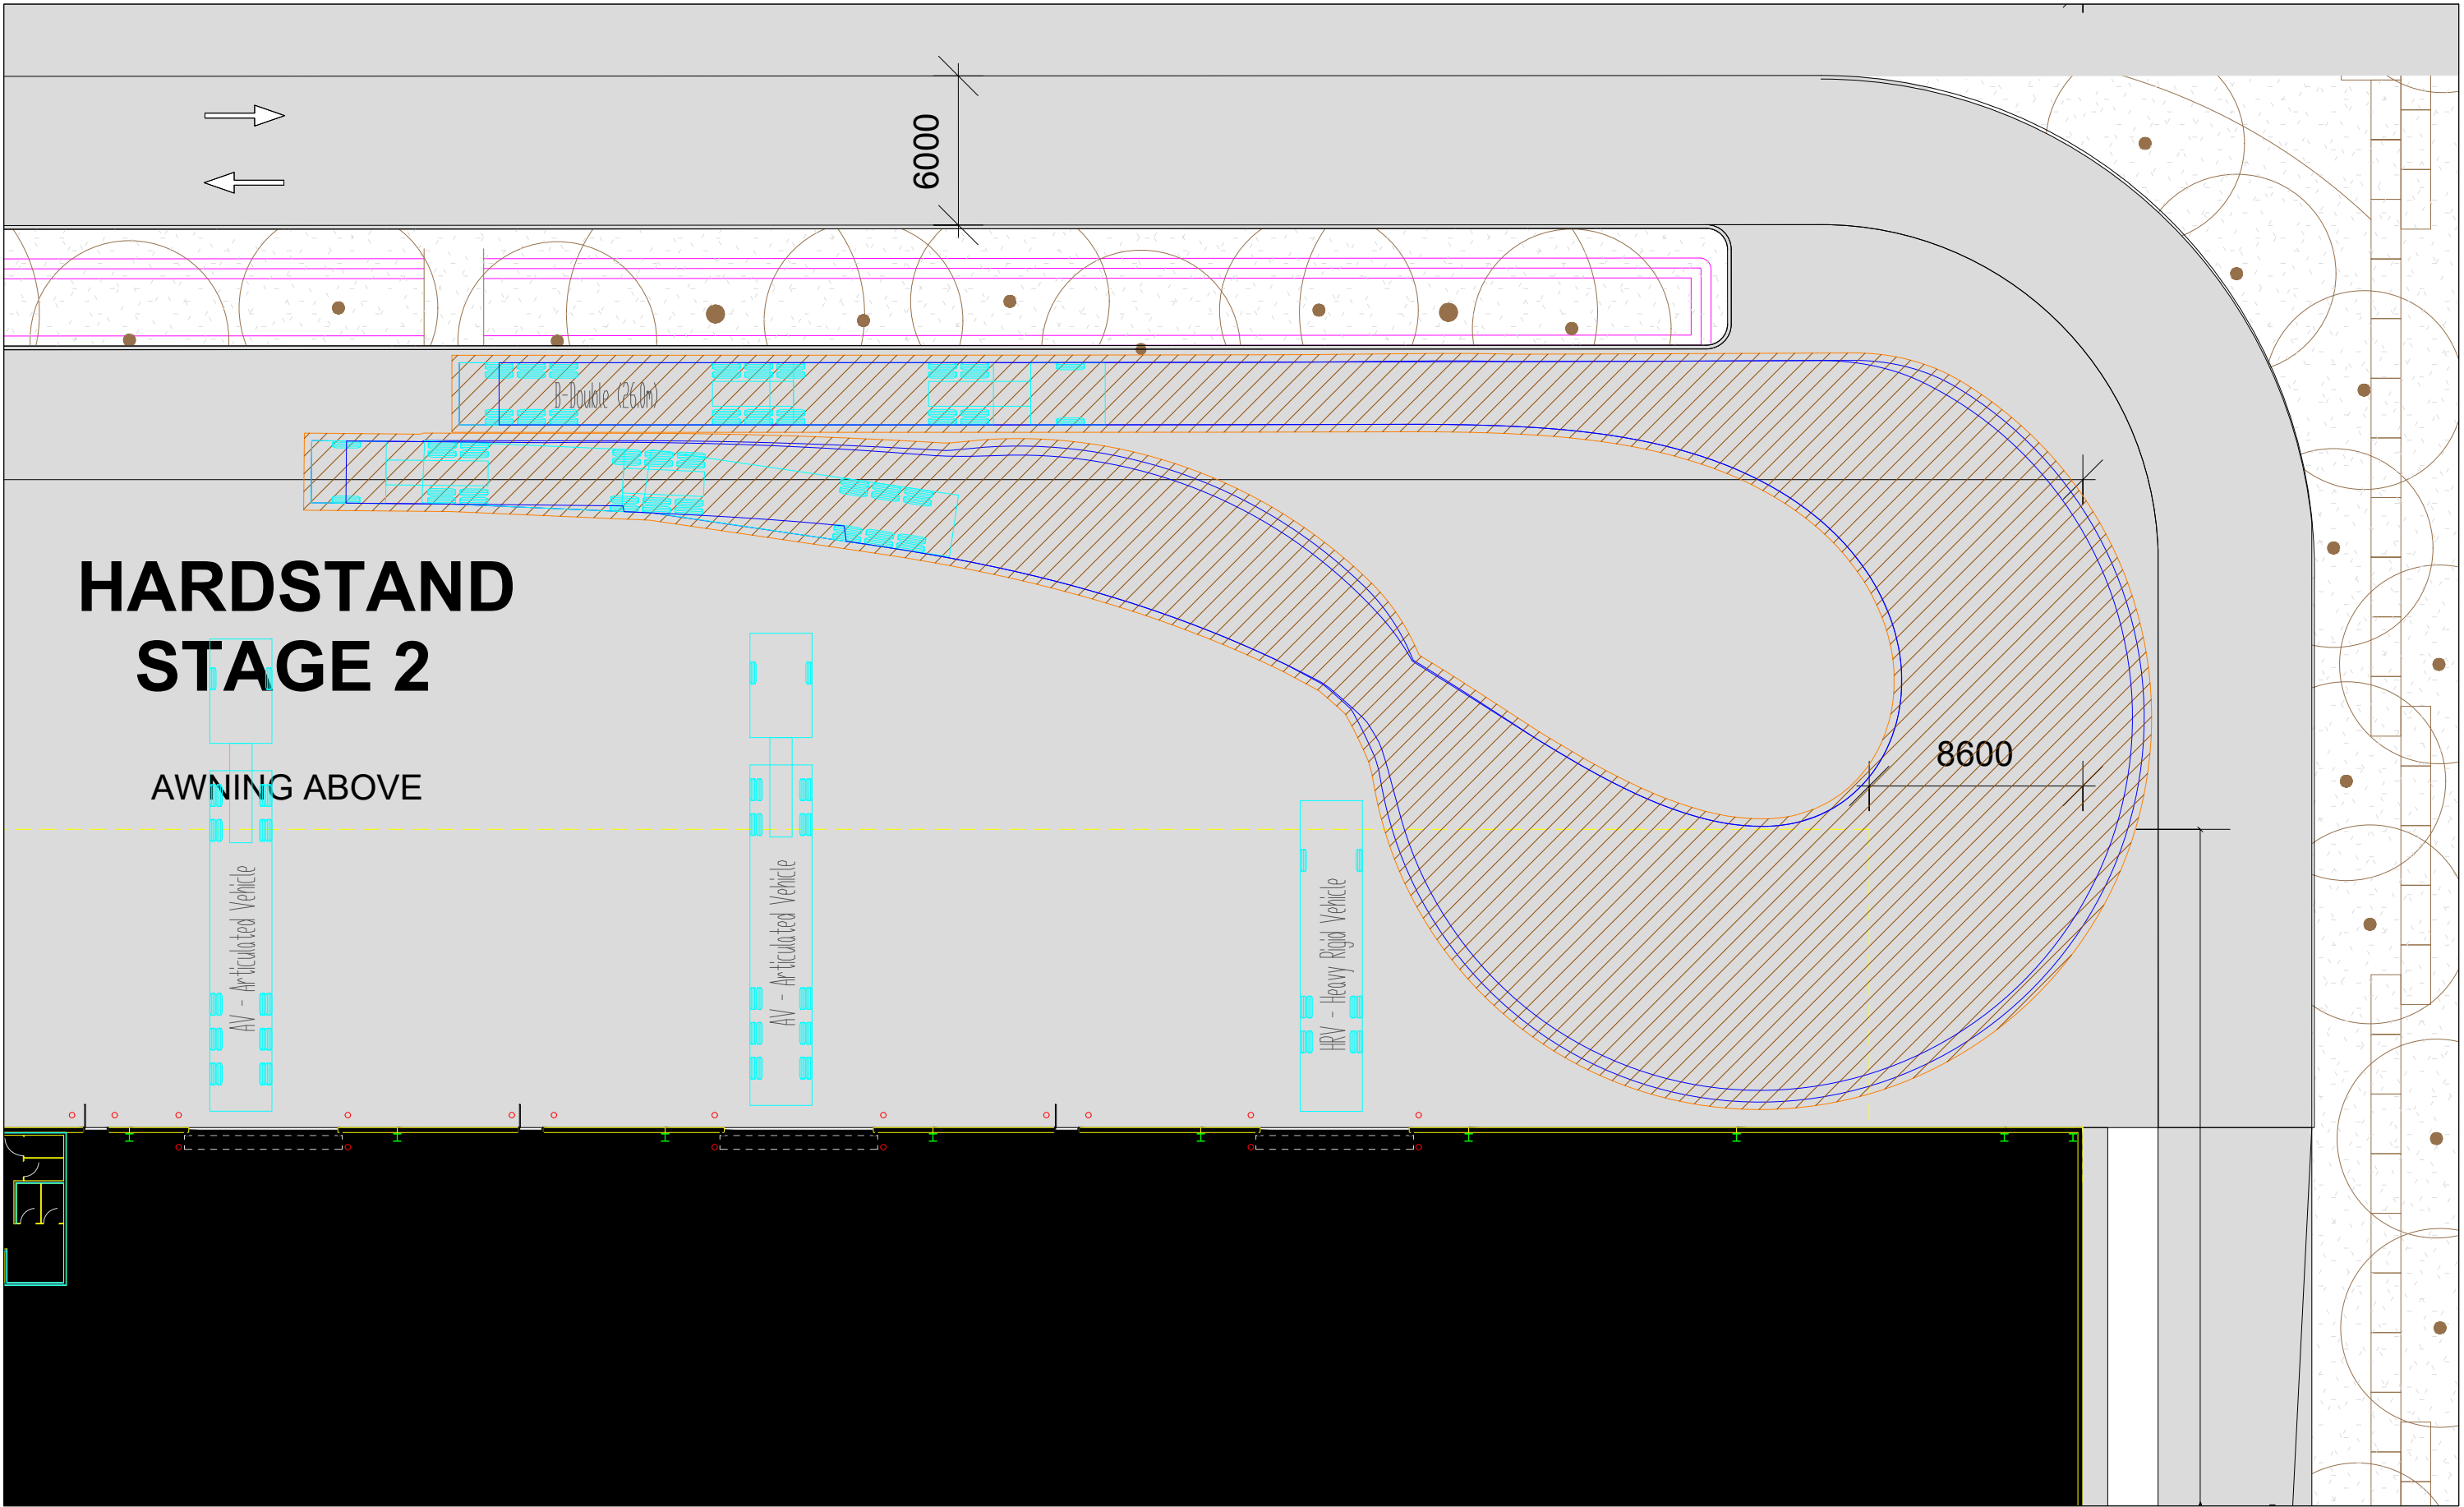 6000
B-Double (26.0m)
HARDSTAND
STAGE 2
AWNING ABOVE
8600
AV - Articulated Vehicle
AV - Articulated Vehicle
HRV - Heavy Rigid Vehicle